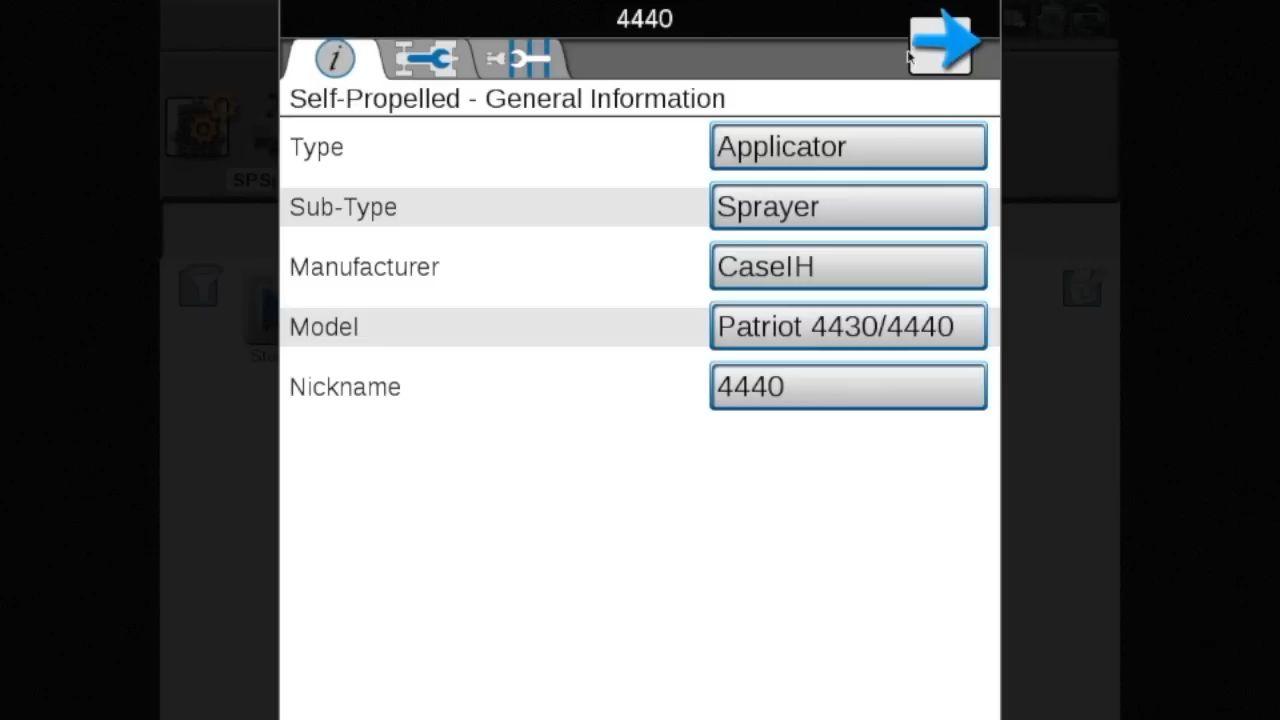 4440
i
Self-Propelled - General Information
Type
Applicator
Sub-Type
Sprayer
Manufacturer
CaseIH
Model
Patriot 4430/4440
Nickname
4440